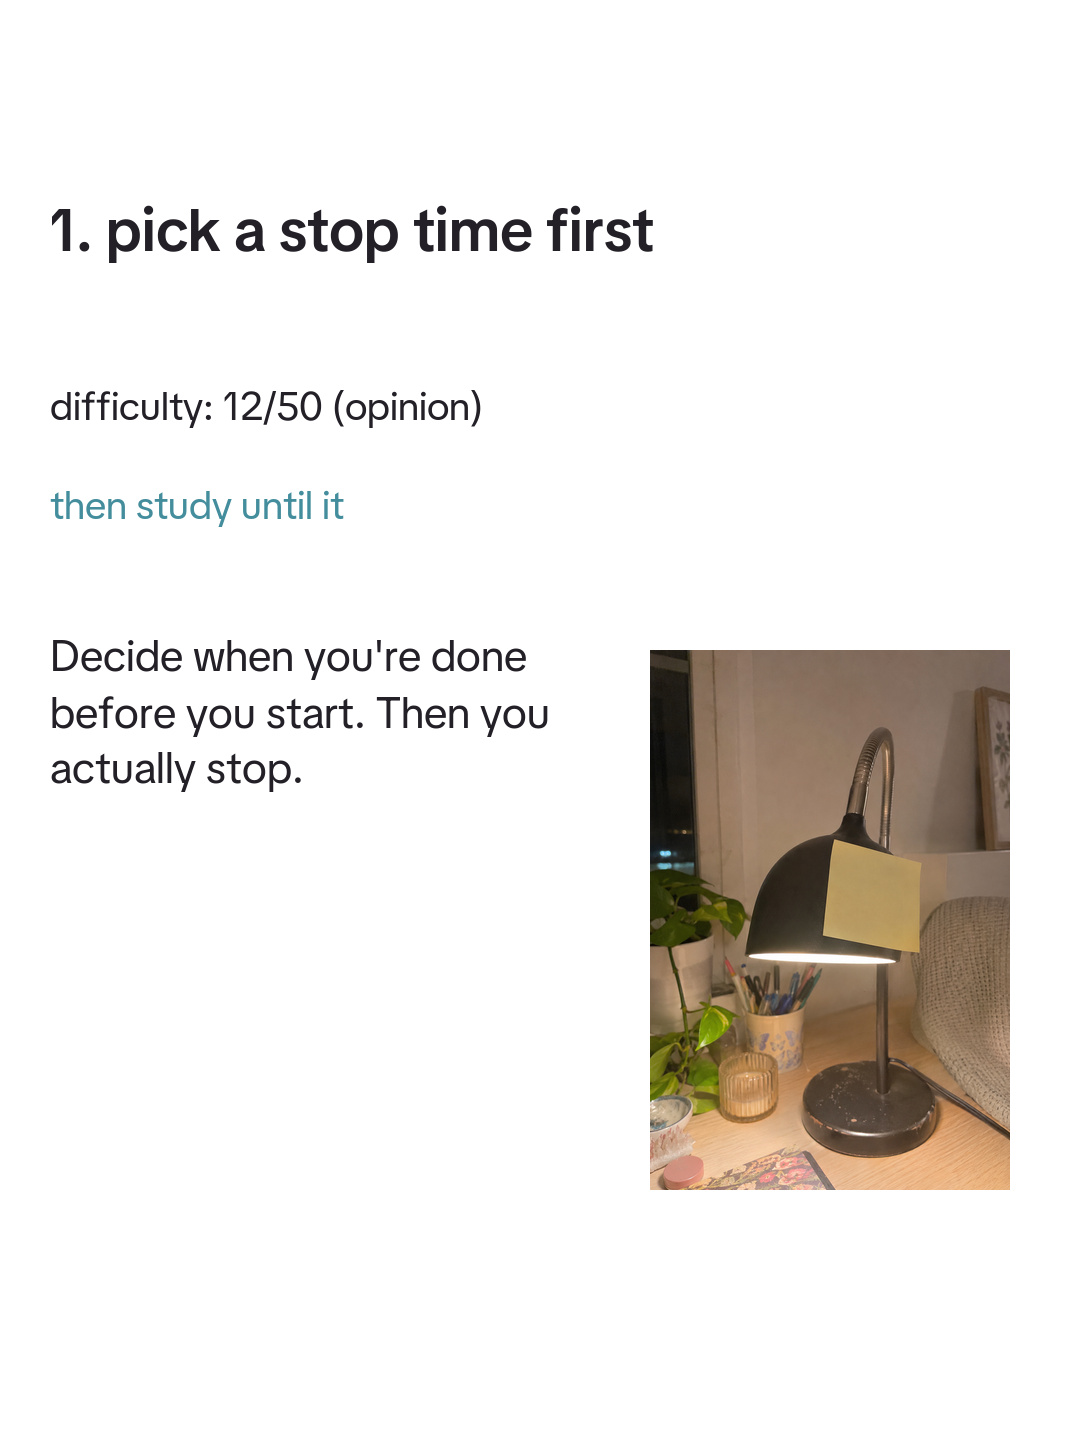 1. pick a stop time first
difficulty: 12/50 (opinion)
then study until it
Decide when you're done
before you start. Then you
actually stop.